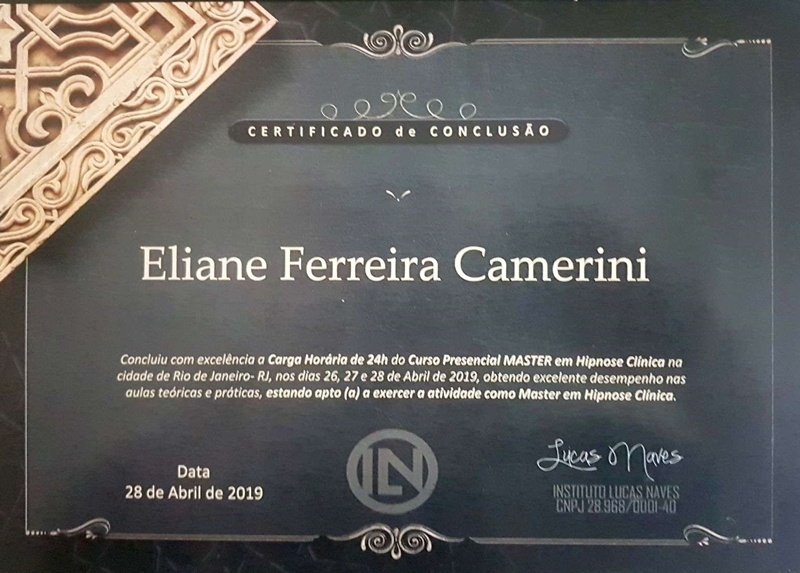 CERTIFICADO de CONCLUSÃO
Eliane Ferreira Camerini
Concluiu com excelência a Carga Horária de 24h do Curso Presencial MASTER em Hipnose Clínica na
cidade de Rio de Janeiro- RJ, nos dias 26, 27 e 28 de Abril de 2019, obtendo excelente desempenho nas
aulas teóricas e práticas, estando apto (a) a exercer a atividade como Master em Hipnose Clínica.
Data
28 de Abril de 2019
ILN
Lucas Naves
INSTITUTO LUCAS NAVES
CNPJ 28.968/0001-40